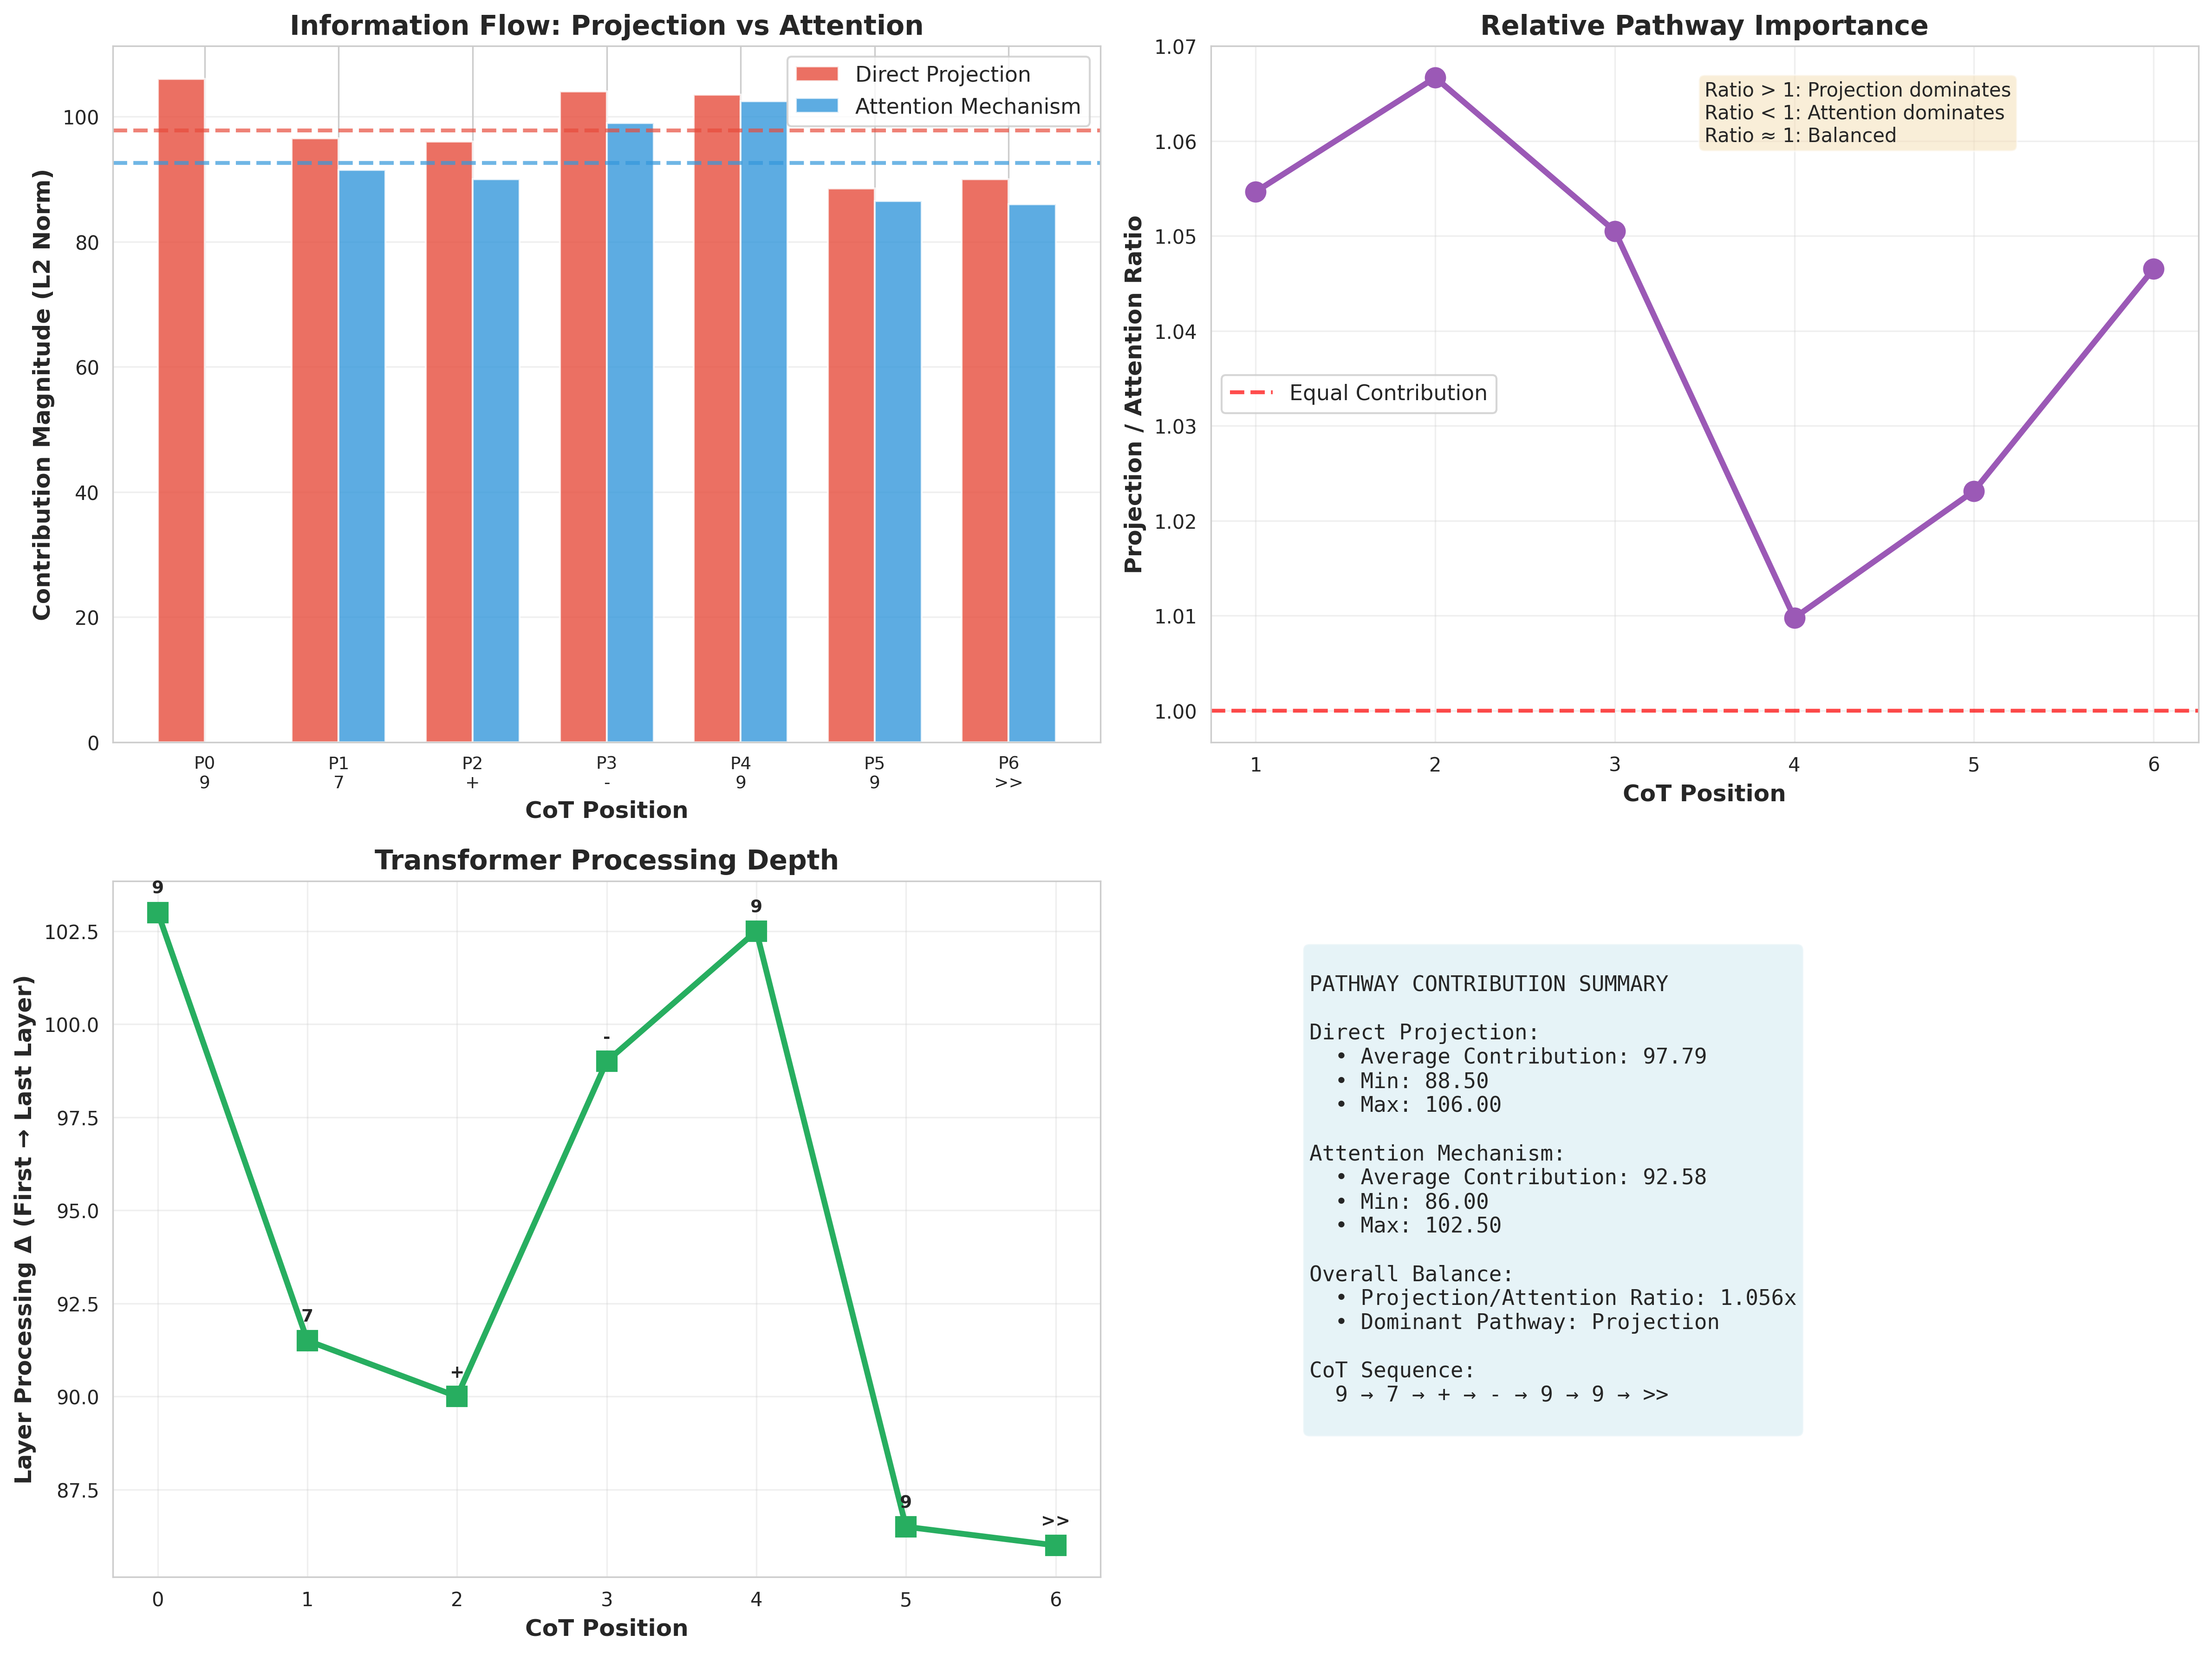 Information Flow: Projection vs Attention
Contribution Magnitude (L2 Norm)
100
80
60
40
20
0
Direct Projection
Attention Mechanism
P0
9
P1
7
P2
+
P3
-
P4
9
P5
9
P6
>>
CoT Position
Relative Pathway Importance
Projection / Attention Ratio
1.07
1.06
1.05
1.04
1.03
1.02
1.01
1.00
Ratio > 1: Projection dominates
Ratio < 1: Attention dominates
Ratio ≈ 1: Balanced
Equal Contribution
1 2 3 4 5 6
CoT Position
Transformer Processing Depth
Layer Processing Δ (First → Last Layer)
102.5
100.0
97.5
95.0
92.5
90.0
87.5
9
7
+
-
9
9
>>
0 1 2 3 4 5 6
CoT Position
PATHWAY CONTRIBUTION SUMMARY
Direct Projection:
• Average Contribution: 97.79
• Min: 88.50
• Max: 106.00
Attention Mechanism:
• Average Contribution: 92.58
• Min: 86.00
• Max: 102.50
Overall Balance:
• Projection/Attention Ratio: 1.056x
• Dominant Pathway: Projection
CoT Sequence:
9 → 7 → + → - → 9 → 9 → >>